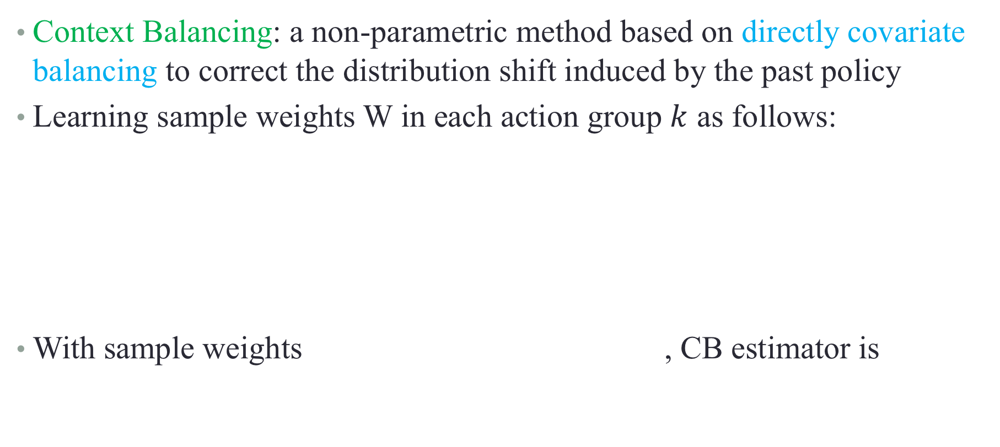 • Context Balancing: a non-parametric method based on directly covariate
balancing to correct the distribution shift induced by the past policy
• Learning sample weights W in each action group k as follows:
• With sample weights , CB estimator is